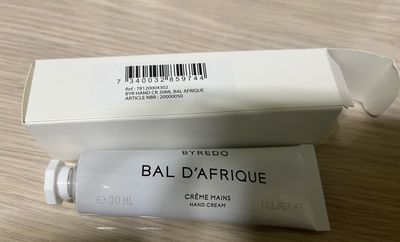 7 340032 859744
Ref : 78120004302
BYR HAND CR 30ML BAL AFRIQUE
ARTICLE NBR : 20000050
BYREDO
BAL D'AFRIQUE
CRÈME MAINS
HAND CREAM
℮ 30 ML
1 OZ. NET WT